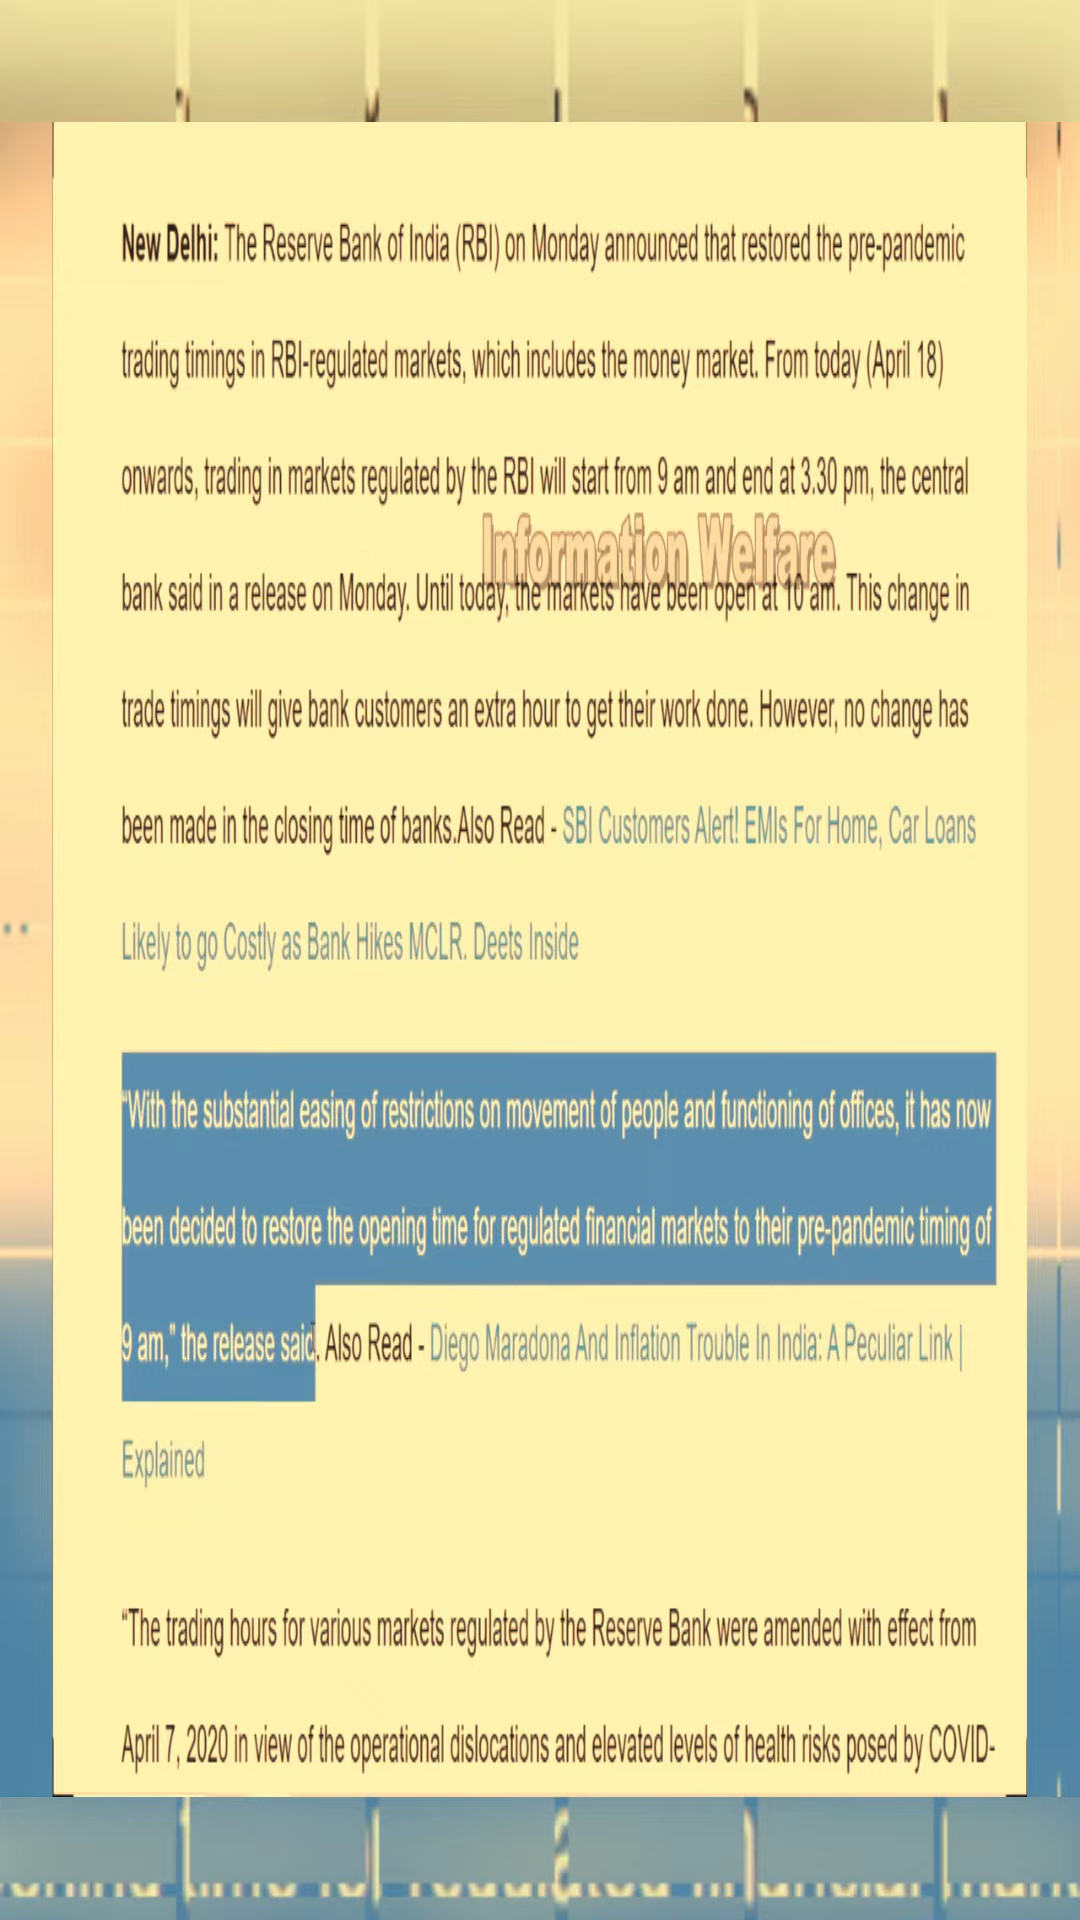 New Delhi: The Reserve Bank of India (RBI) on Monday announced that restored the pre-pandemic
trading timings in RBI-regulated markets, which includes the money market. From today (April 18)
onwards, trading in markets regulated by the RBI will start from 9 am and end at 3.30 pm, the central
Information Welfare
bank said in a release on Monday. Until today, the markets have been open at 10 am. This change in
trade timings will give bank customers an extra hour to get their work done. However, no change has
been made in the closing time of banks.Also Read - SBI Customers Alert! EMIs For Home, Car Loans
Likely to go Costly as Bank Hikes MCLR. Deets Inside
“With the substantial easing of restrictions on movement of people and functioning of offices, it has now
been decided to restore the opening time for regulated financial markets to their pre-pandemic timing of
9 am,” the release said. Also Read - Diego Maradona And Inflation Trouble In India: A Peculiar Link |
Explained
“The trading hours for various markets regulated by the Reserve Bank were amended with effect from
April 7, 2020 in view of the operational dislocations and elevated levels of health risks posed by COVID-